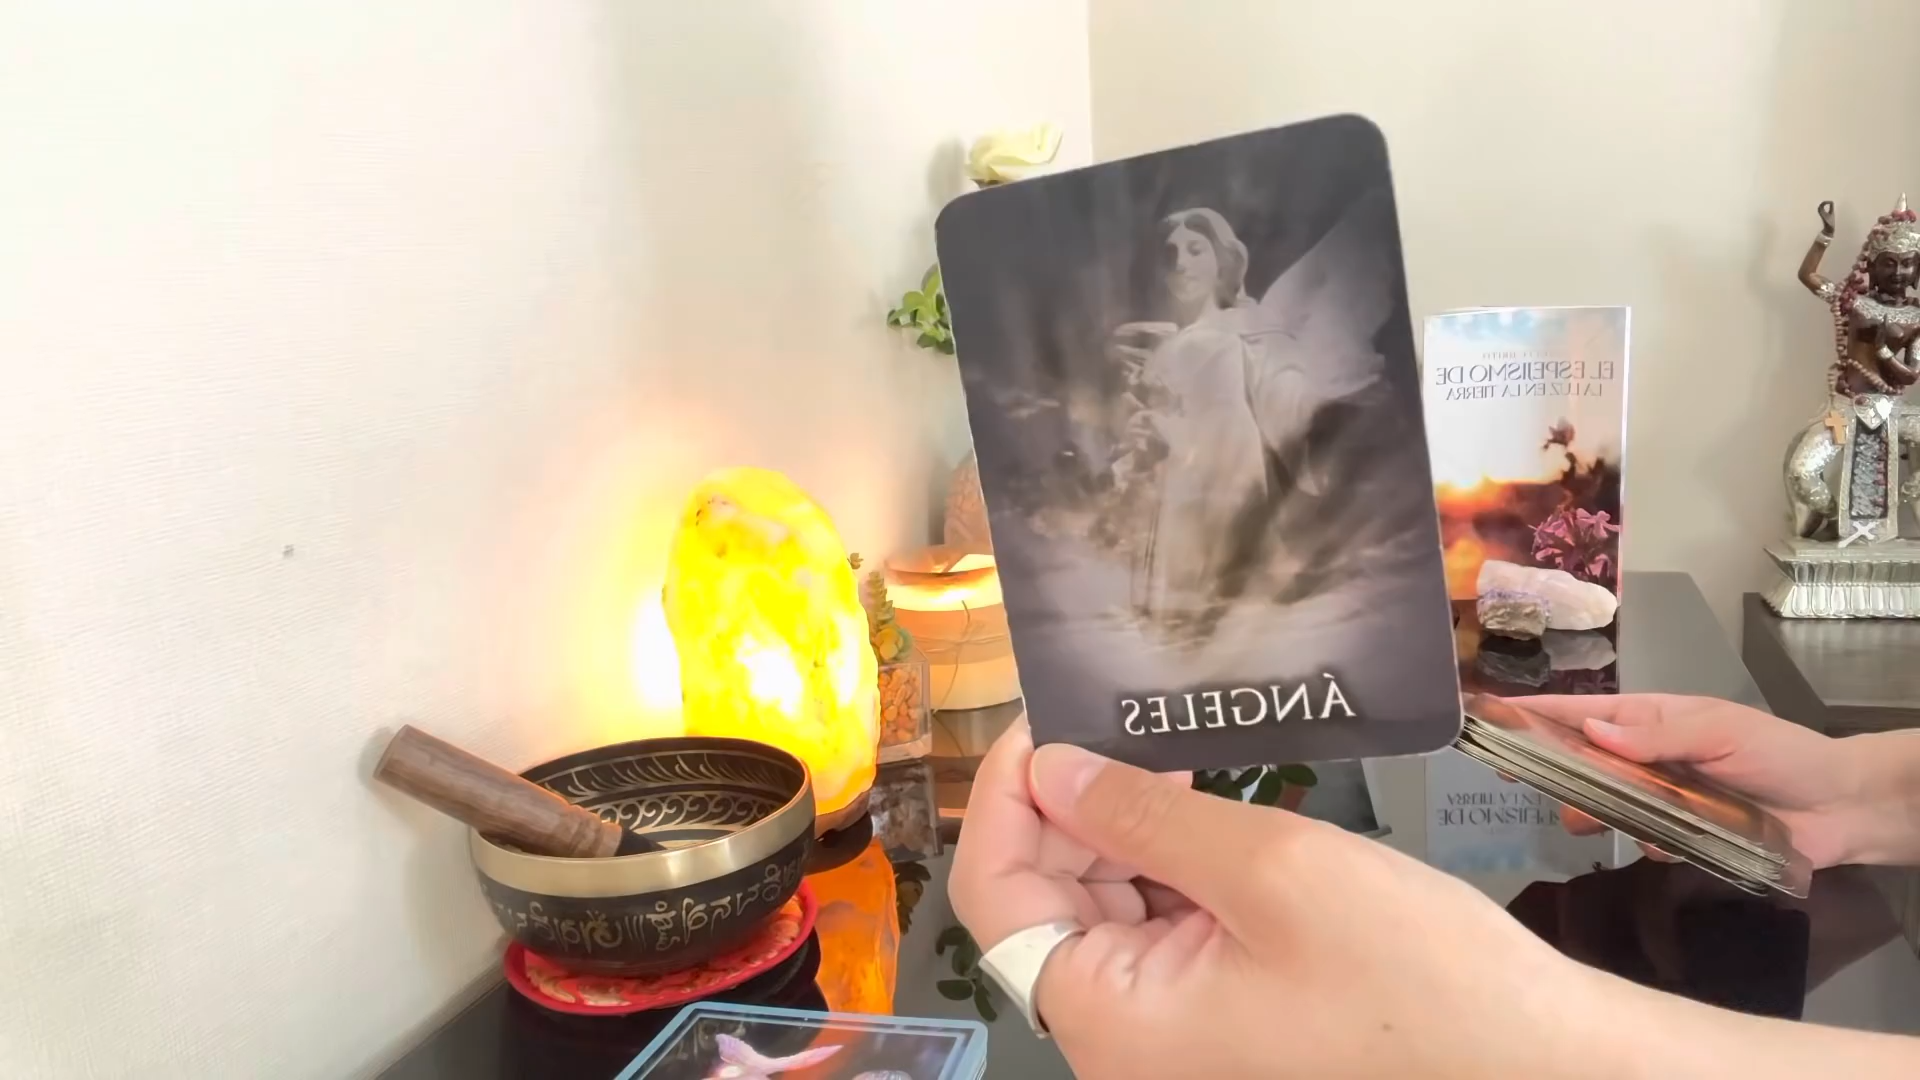 ÁNGELES
EL ESPEJISMO DE
LA LUZ EN LA TIERRA